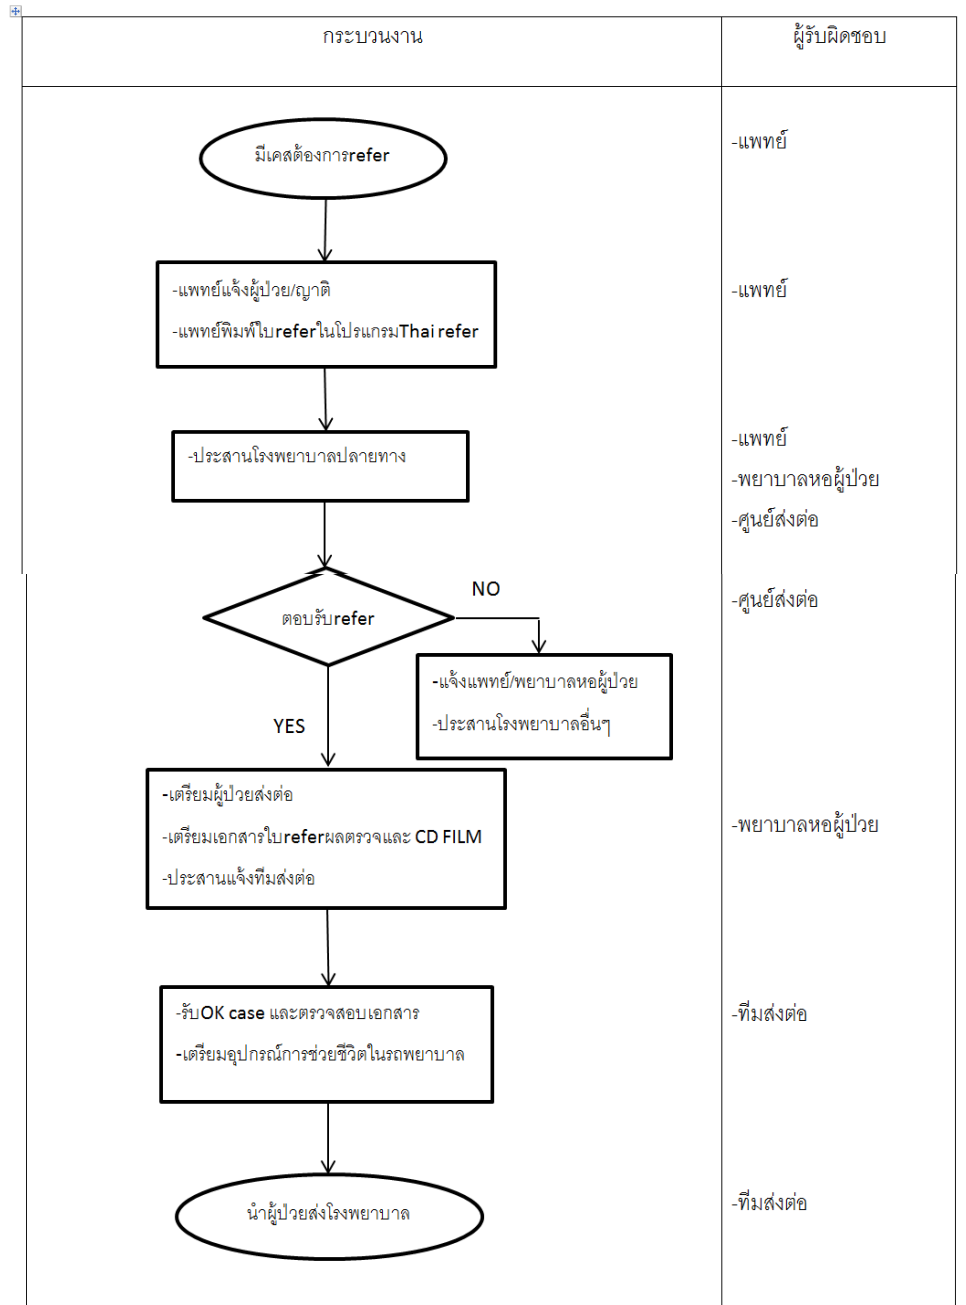 กระบวนงาน
ผู้รับผิดชอบ
มีเคสต้องการrefer
-แพทย์
-แพทย์แจ้งผู้ป่วย/ญาติ
-แพทย์พิมพ์ใบreferในโปรแกรมThai refer
-แพทย์
-ประสานโรงพยาบาลปลายทาง
-แพทย์
-พยาบาลหอผู้ป่วย
-ศูนย์ส่งต่อ
ตอบรับrefer
-ศูนย์ส่งต่อ
NO
-แจ้งแพทย์/พยาบาลหอผู้ป่วย
-ประสานโรงพยาบาลอื่นๆ
YES
-เตรียมผู้ป่วยส่งต่อ
-เตรียมเอกสารใบreferผลตรวจและ CD FILM
-ประสานแจ้งทีมส่งต่อ
-พยาบาลหอผู้ป่วย
-รับOK case และตรวจสอบเอกสาร
-เตรียมอุปกรณ์การช่วยชีวิตในรถพยาบาล
-ทีมส่งต่อ
นำผู้ป่วยส่งโรงพยาบาล
-ทีมส่งต่อ